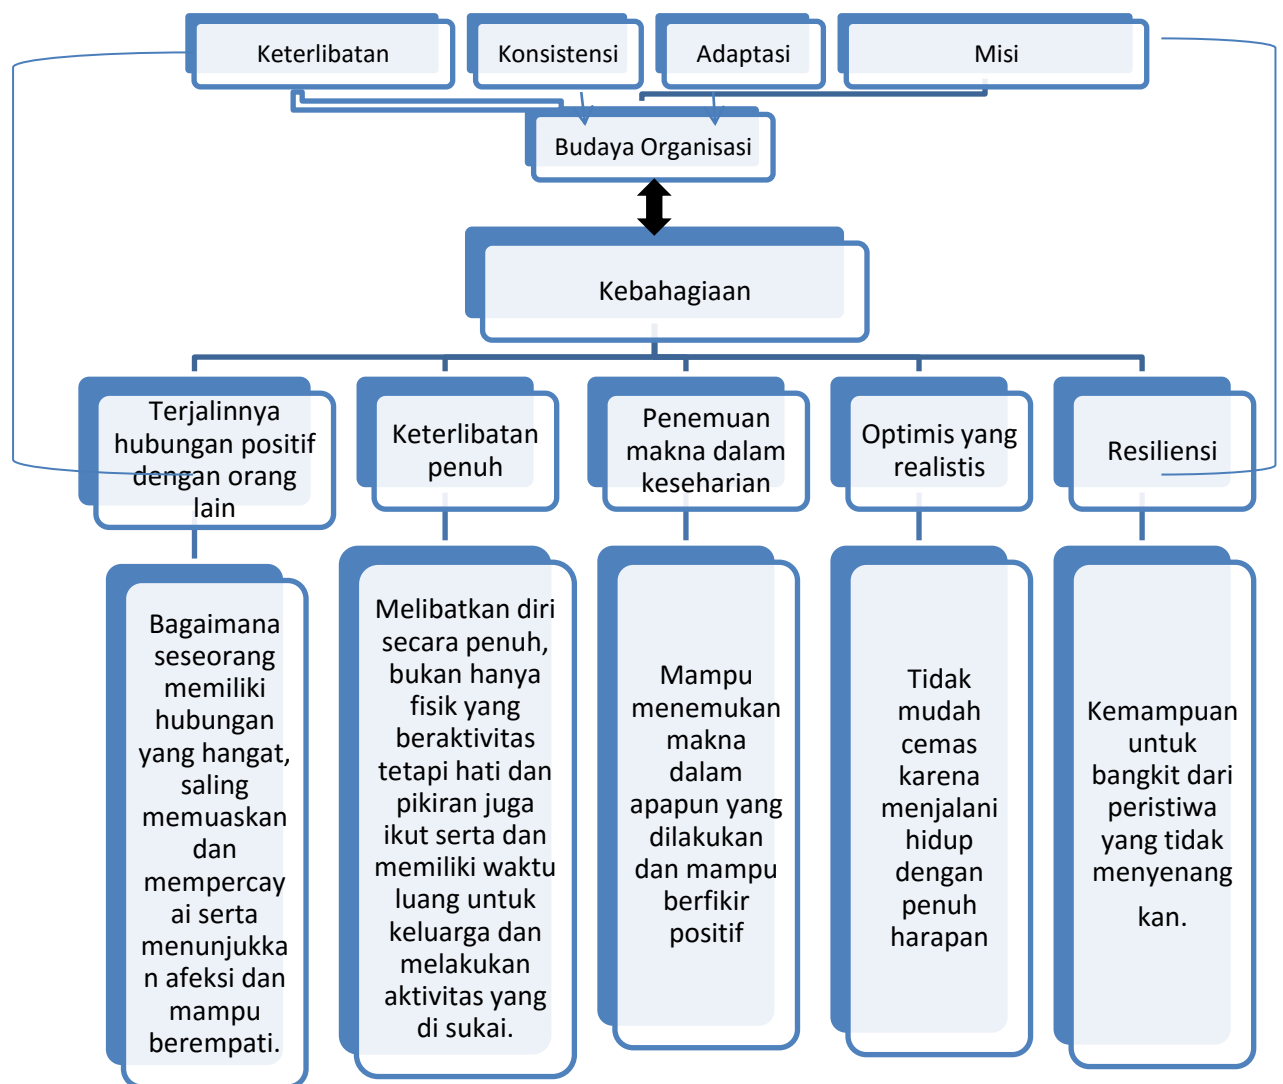 Keterlibatan
Konsistensi
Adaptasi
Misi
Budaya Organisasi
Kebahagiaan
Terjalinnya
hubungan positif
dengan orang
lain
Keterlibatan
penuh
Penemuan
makna dalam
keseharian
Optimis yang
realistis
Resiliensi
Bagaimana
seseorang
memiliki
hubungan
yang hangat,
saling
memuaskan
dan
mempercay
ai serta
menunjukka
n afeksi dan
mampu
berempati.
Melibatkan diri
secara penuh,
bukan hanya
fisik yang
beraktivitas
tetapi hati dan
pikiran juga
ikut serta dan
memiliki waktu
luang untuk
keluarga dan
melakukan
aktivitas yang
di sukai.
Mampu
menemukan
makna
dalam
apapun yang
dilakukan
dan mampu
berfikir
positif
Tidak
mudah
cemas
karena
menjalani
hidup
dengan
penuh
harapan
Kemampuan
untuk
bangkit dari
peristiwa
yang tidak
menyenang
kan.